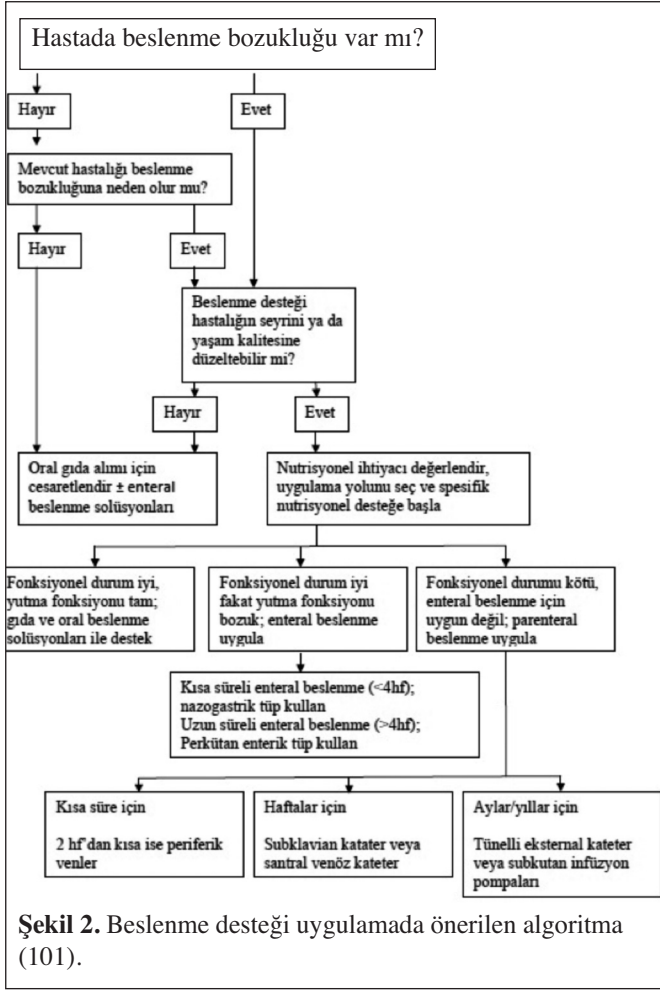 Hastada beslenme bozukluğu var mı?
Hayır
Evet
Mevcut hastalığı beslenme
bozukluğuna neden olur mu?
Hayır
Evet
Beslenme desteği
hastalığın seyrini ya da
yaşam kalitesine
düzeltebilir mi?
Hayır
Evet
Oral gıda alımı için
cesaretlendir ± enteral
beslenme solüsyonları
Nutrisyonel ihtiyacı değerlendir,
uygulama yolunu seç ve spesifik
nutrisyonel desteğe başla
Fonksiyonel durum iyi,
yutma fonksiyonu tam;
gıda ve oral beslenme
solüsyonları ile destek
Fonksiyonel durum iyi
fakat yutma fonksiyonu
bozuk; enteral beslenme
uygula
Fonksiyonel durumu kötü,
enteral beslenme için
uygun değil; parenteral
beslenme uygula
Kısa süreli enteral beslenme (<4hf);
nazogastrik tüp kullan
Uzun süreli enteral beslenme (>4hf);
Perkütan enterik tüp kullan
Kısa süre için
2 hf'dan kısa ise periferik
venler
Haftalar için
Subklavian katater veya
santral venöz kateter
Aylar/yıllar için
Tünelli eksternal kateter
veya subkutan infüzyon
pompaları
Şekil 2. Beslenme desteği uygulamada önerilen algoritma
(101).